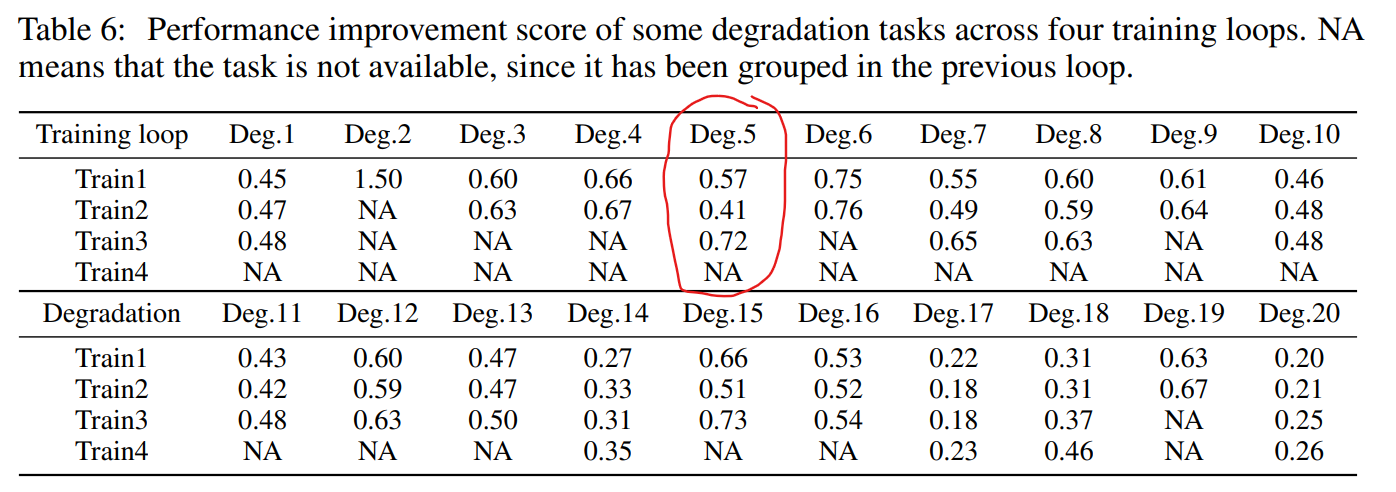 Table 6: Performance improvement score of some degradation tasks across four training loops. NA
means that the task is not available, since it has been grouped in the previous loop.
Training loop Deg.1 Deg.2 Deg.3 Deg.4 Deg.5 Deg.6 Deg.7 Deg.8 Deg.9 Deg.10
Train1 0.45 1.50 0.60 0.66 0.57 0.75 0.55 0.60 0.61 0.46
Train2 0.47 NA 0.63 0.67 0.41 0.76 0.49 0.59 0.64 0.48
Train3 0.48 NA NA NA 0.72 NA 0.65 0.63 NA 0.48
Train4 NA NA NA NA NA NA NA NA NA NA
Degradation Deg.11 Deg.12 Deg.13 Deg.14 Deg.15 Deg.16 Deg.17 Deg.18 Deg.19 Deg.20
Train1 0.43 0.60 0.47 0.27 0.66 0.53 0.22 0.31 0.63 0.20
Train2 0.42 0.59 0.47 0.33 0.51 0.52 0.18 0.31 0.67 0.21
Train3 0.48 0.63 0.50 0.31 0.73 0.54 0.18 0.37 NA 0.25
Train4 NA NA NA 0.35 NA NA 0.23 0.46 NA 0.26